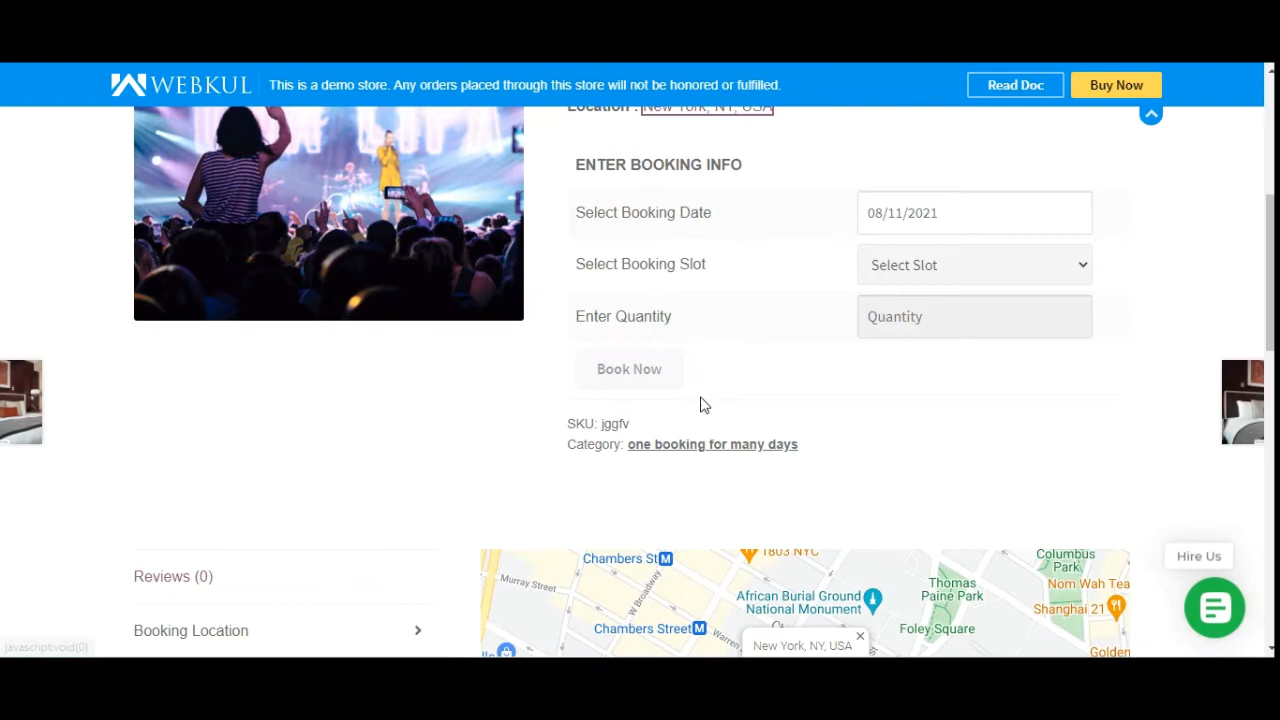 WEBKUL This is a demo store. Any orders placed through this store will not be honored or fulfilled. Read Doc Buy Now
Location : New York, NY, USA
ENTER BOOKING INFO
Select Booking Date 08/11/2021
Select Booking Slot Select Slot
Enter Quantity Quantity
Book Now
SKU: jggfv
Category: one booking for many days
Hire Us
Reviews (0)
Booking Location
javascript:void(0)
Chambers St M
1803 NYC
Columbus
Park
Murray Street
W Broadway
African Burial Ground
National Monument
Thomas
Paine Park
Nom Wah Tea
Shanghai 21
Chambers Street M
Warren
Foley Square
New York, NY, USA
Golden